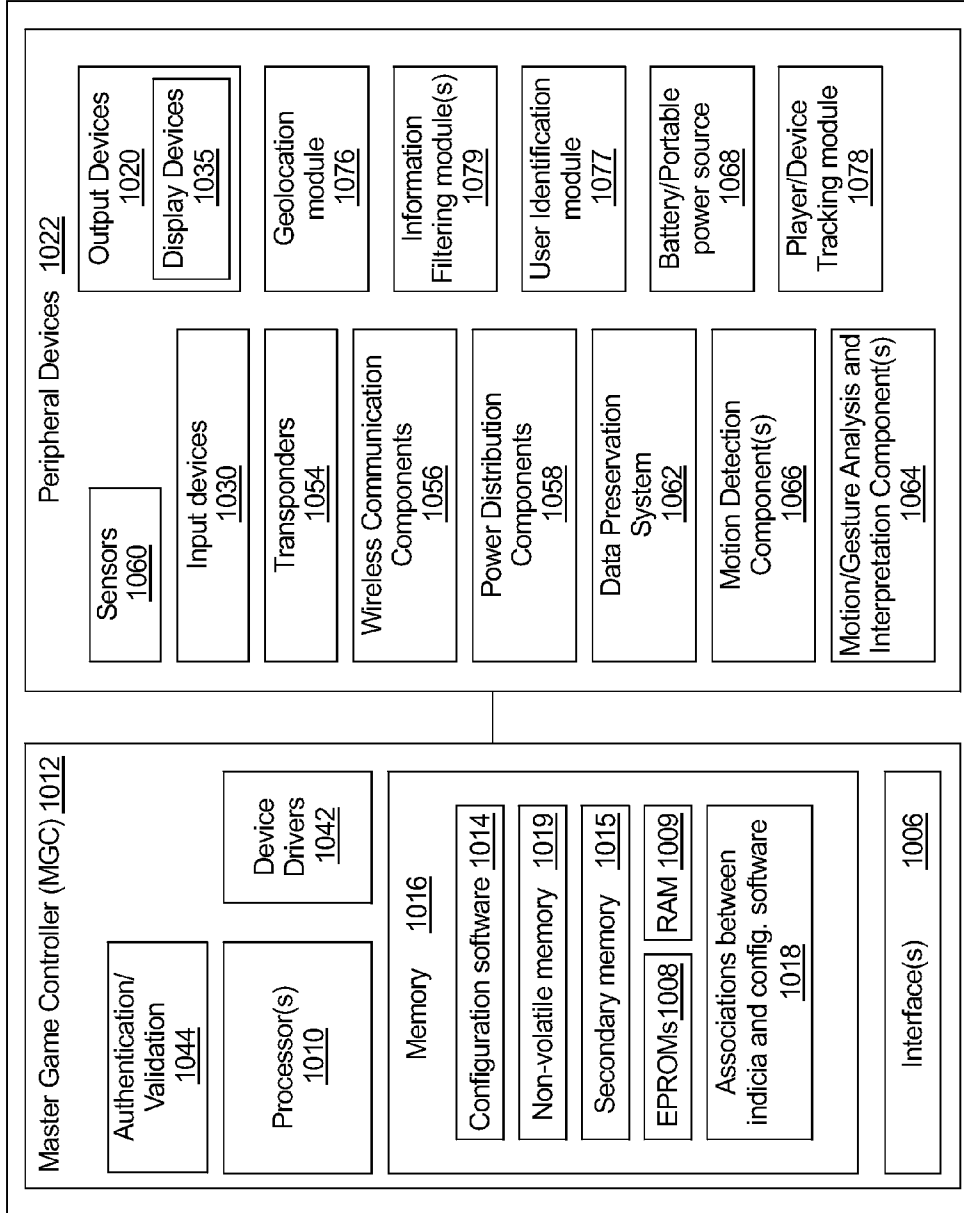 Master Game Controller (MGC) 1012
Authentication/
Validation
1044
Processor(s)
1010
Device
Drivers
1042
Memory 1016
Configuration software 1014
Non-volatile memory 1019
Secondary memory 1015
EPROMs1008
RAM 1009
Associations between
indicia and config. software
1018
Interface(s) 1006
Peripheral Devices 1022
Sensors
1060
Input devices
1030
Transponders
1054
Wireless Communication
Components
1056
Power Distribution
Components
1058
Data Preservation
System
1062
Motion Detection
Component(s)
1066
Motion/Gesture Analysis and
Interpretation Component(s)
1064
Output Devices
1020
Display Devices
1035
Geolocation
module
1076
Information
Filtering module(s)
1079
User Identification
module
1077
Battery/Portable
power source
1068
Player/Device
Tracking module
1078